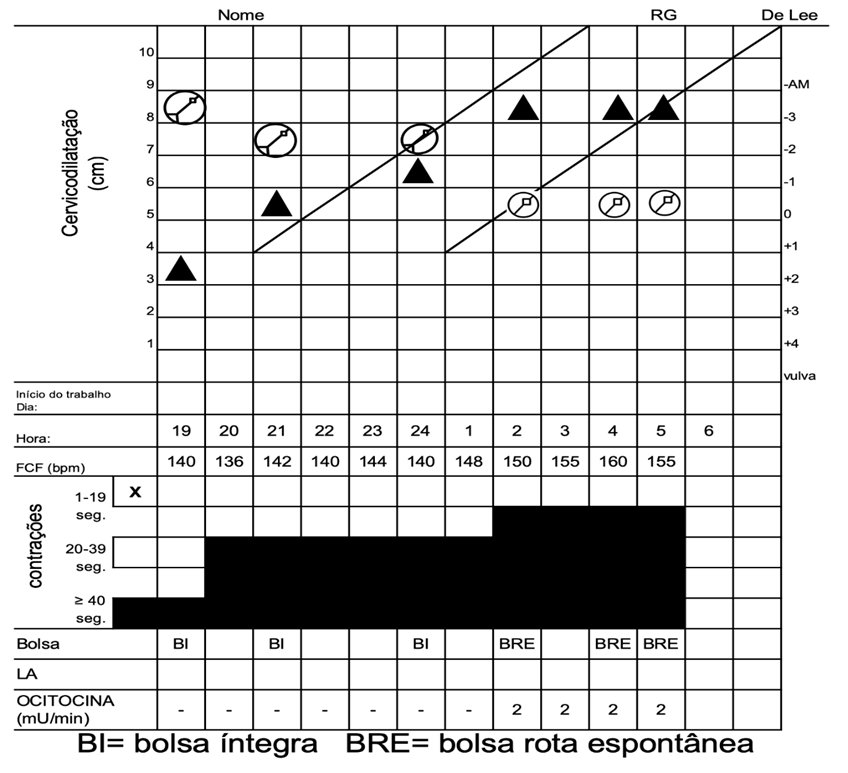 Nome RG De Lee
Cervicodilatação
(cm)
10
9 -AM
8 -3
7 -2
6 -1
5 0
4 +1
3 +2
2 +3
1 +4
vulva
Início do trabalho
Dia:
Hora: 19 20 21 22 23 24 1 2 3 4 5 6
FCF (bpm) 140 136 142 140 144 140 148 150 155 160 155
contrações
1-19 x
seg.
20-39
seg.
≥ 40
seg.
Bolsa BI BI BI BRE BRE BRE
LA
OCITOCINA
(mU/min) - - - - - - - 2 2 2 2
BI= bolsa íntegra BRE= bolsa rota espontânea